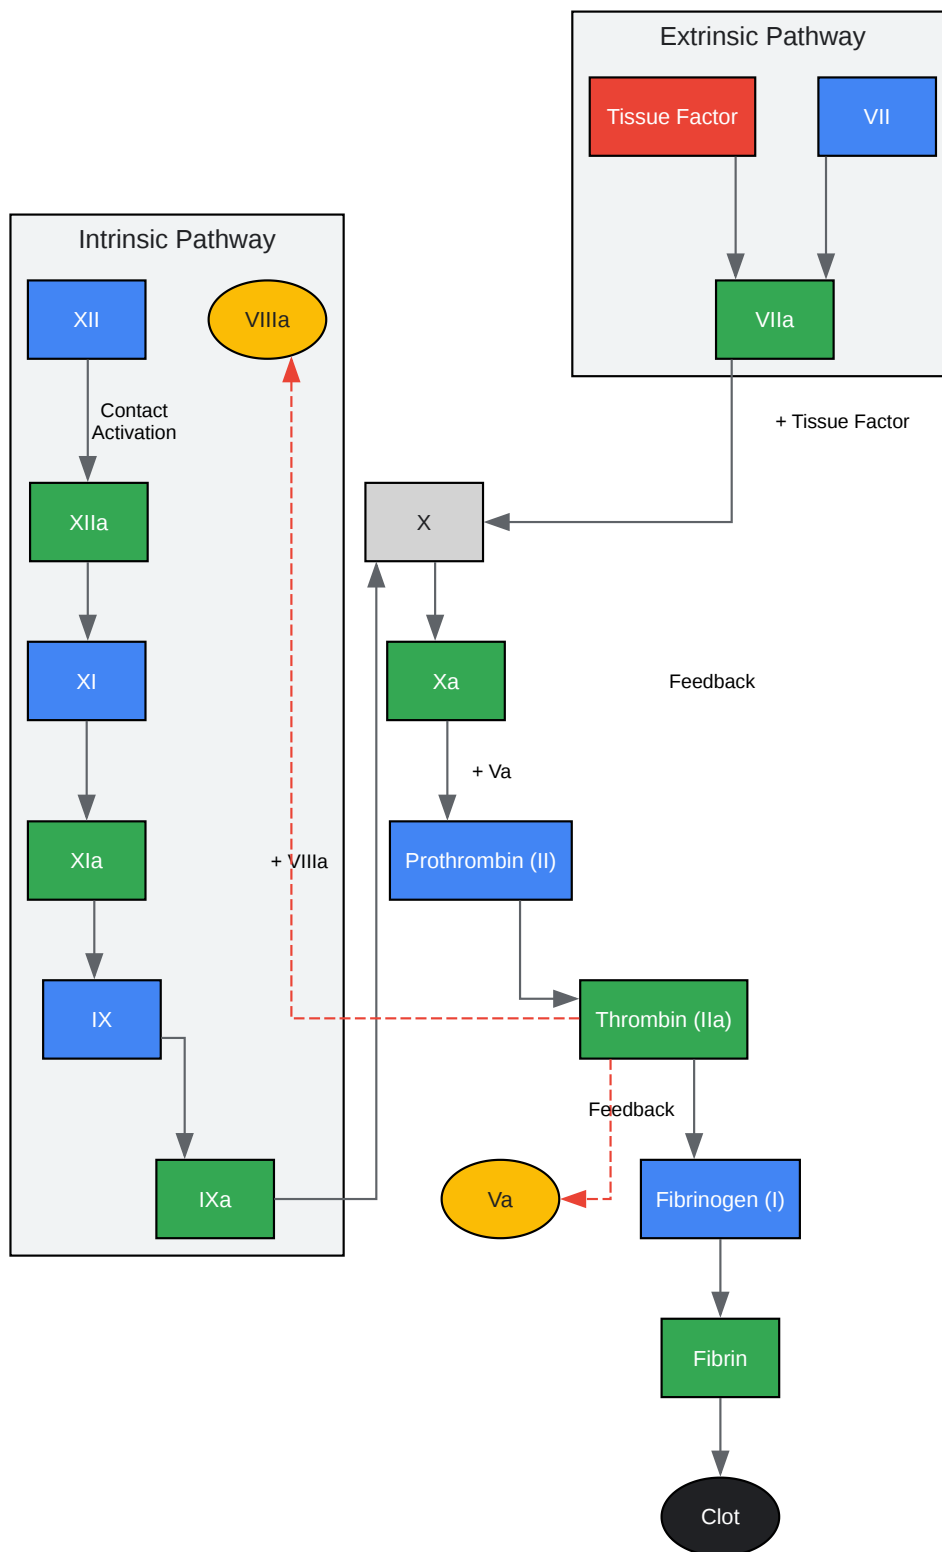 Extrinsic Pathway
Tissue Factor
VII
Intrinsic Pathway
XII
VIIIa
VIIa
Contact
Activation
+ Tissue Factor
XIIa
X
XI
Xa
Feedback
+ Va
XIa
+ VIIIa
Prothrombin (II)
IX
Thrombin (IIa)
Feedback
IXa
Va
Fibrinogen (I)
Fibrin
Clot